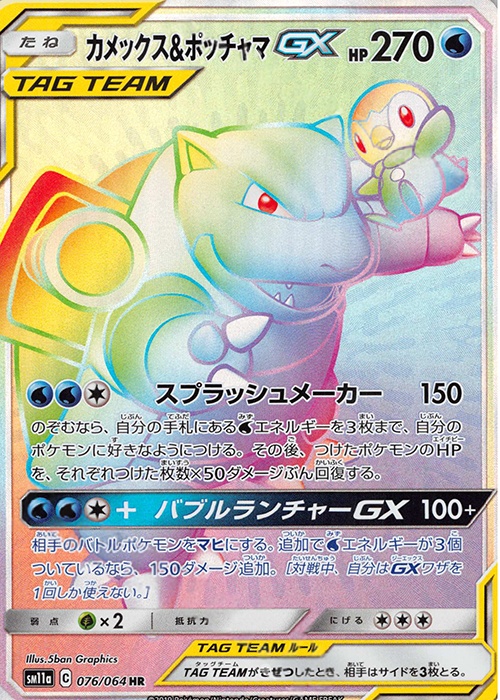 たね カメックス&ポッチャマGX HP270
TAG TEAM
スプラッシュメーカー 150
のぞむなら、自分の手札にあるエネルギーを3枚まで、自分の
ポケモンに好きなようにつける。その後、つけたポケモンのHP
を、それぞれつけた枚数×50ダメージぶん回復する。
+ バブルランチャーGX 100+
相手のバトルポケモンをマヒにする。追加でエネルギーが3個
ついているなら、150ダメージ追加。[対戦中、自分はGXワザを
1回しか使えない。]
弱点 ×2 抵抗力 にげる
Illus.5ban Graphics
TAG TEAM ルール
SM11a C 076/064 HR
TAG TEAMがきぜつしたとき、相手はサイドを3枚とる。